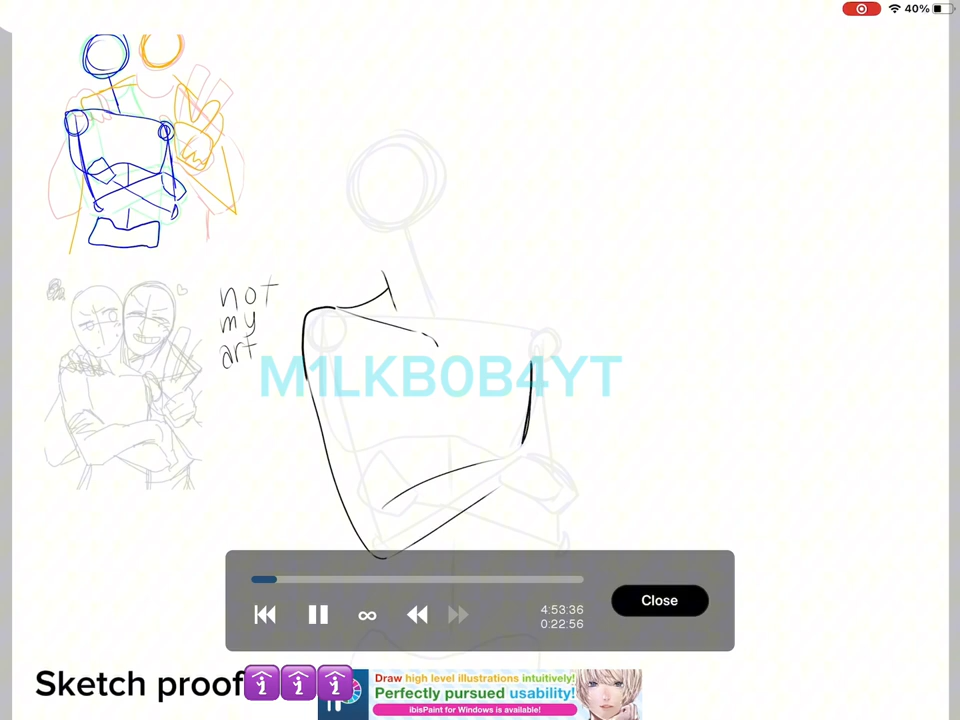 40%
not
my
art
M1LKB0B4YT
4:53:36
0:22:56
Close
Sketch proof
Draw high level illustrations intuitively!
Perfectly pursued usability!
ibisPaint for Windows is available!